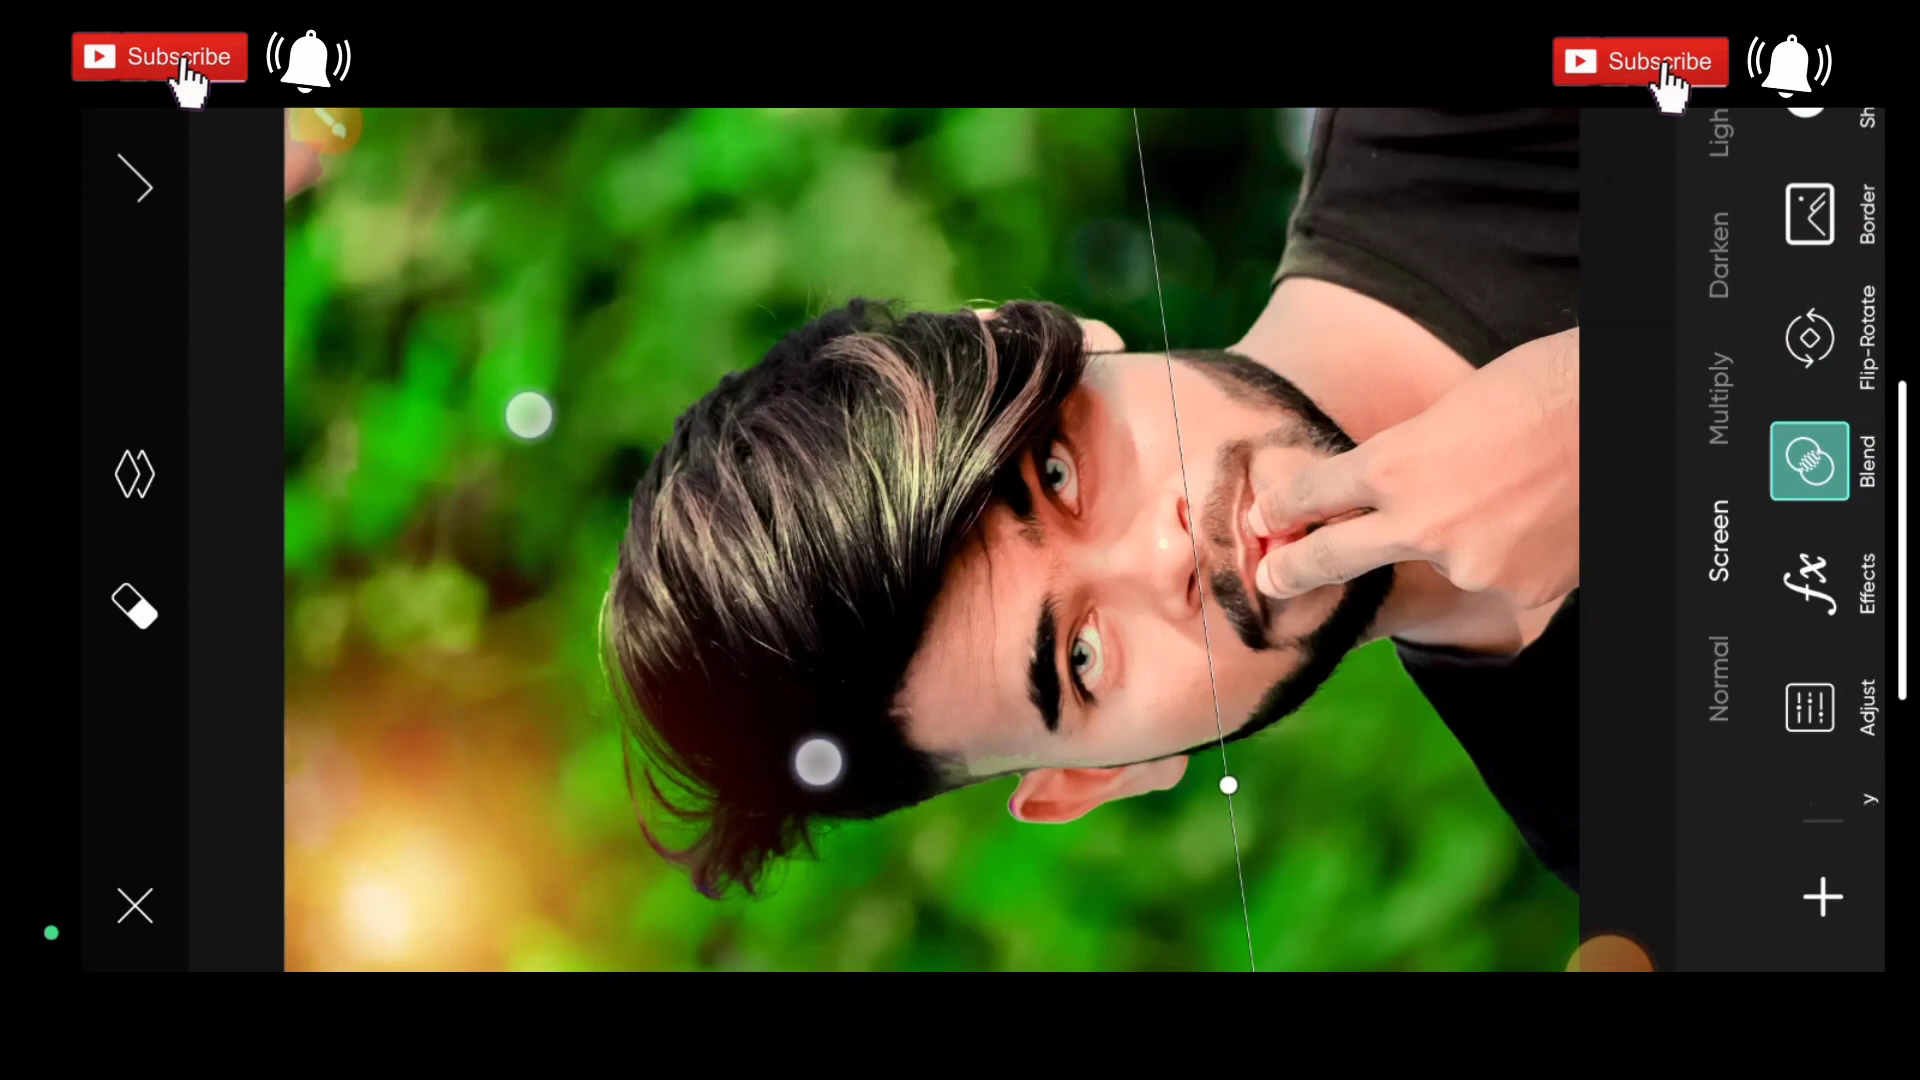 Subscribe
Subscribe
Normal
Screen
Multiply
Darken
Ligh
y
Adjust
Effects
Blend
Flip-Rotate
Border
Sh